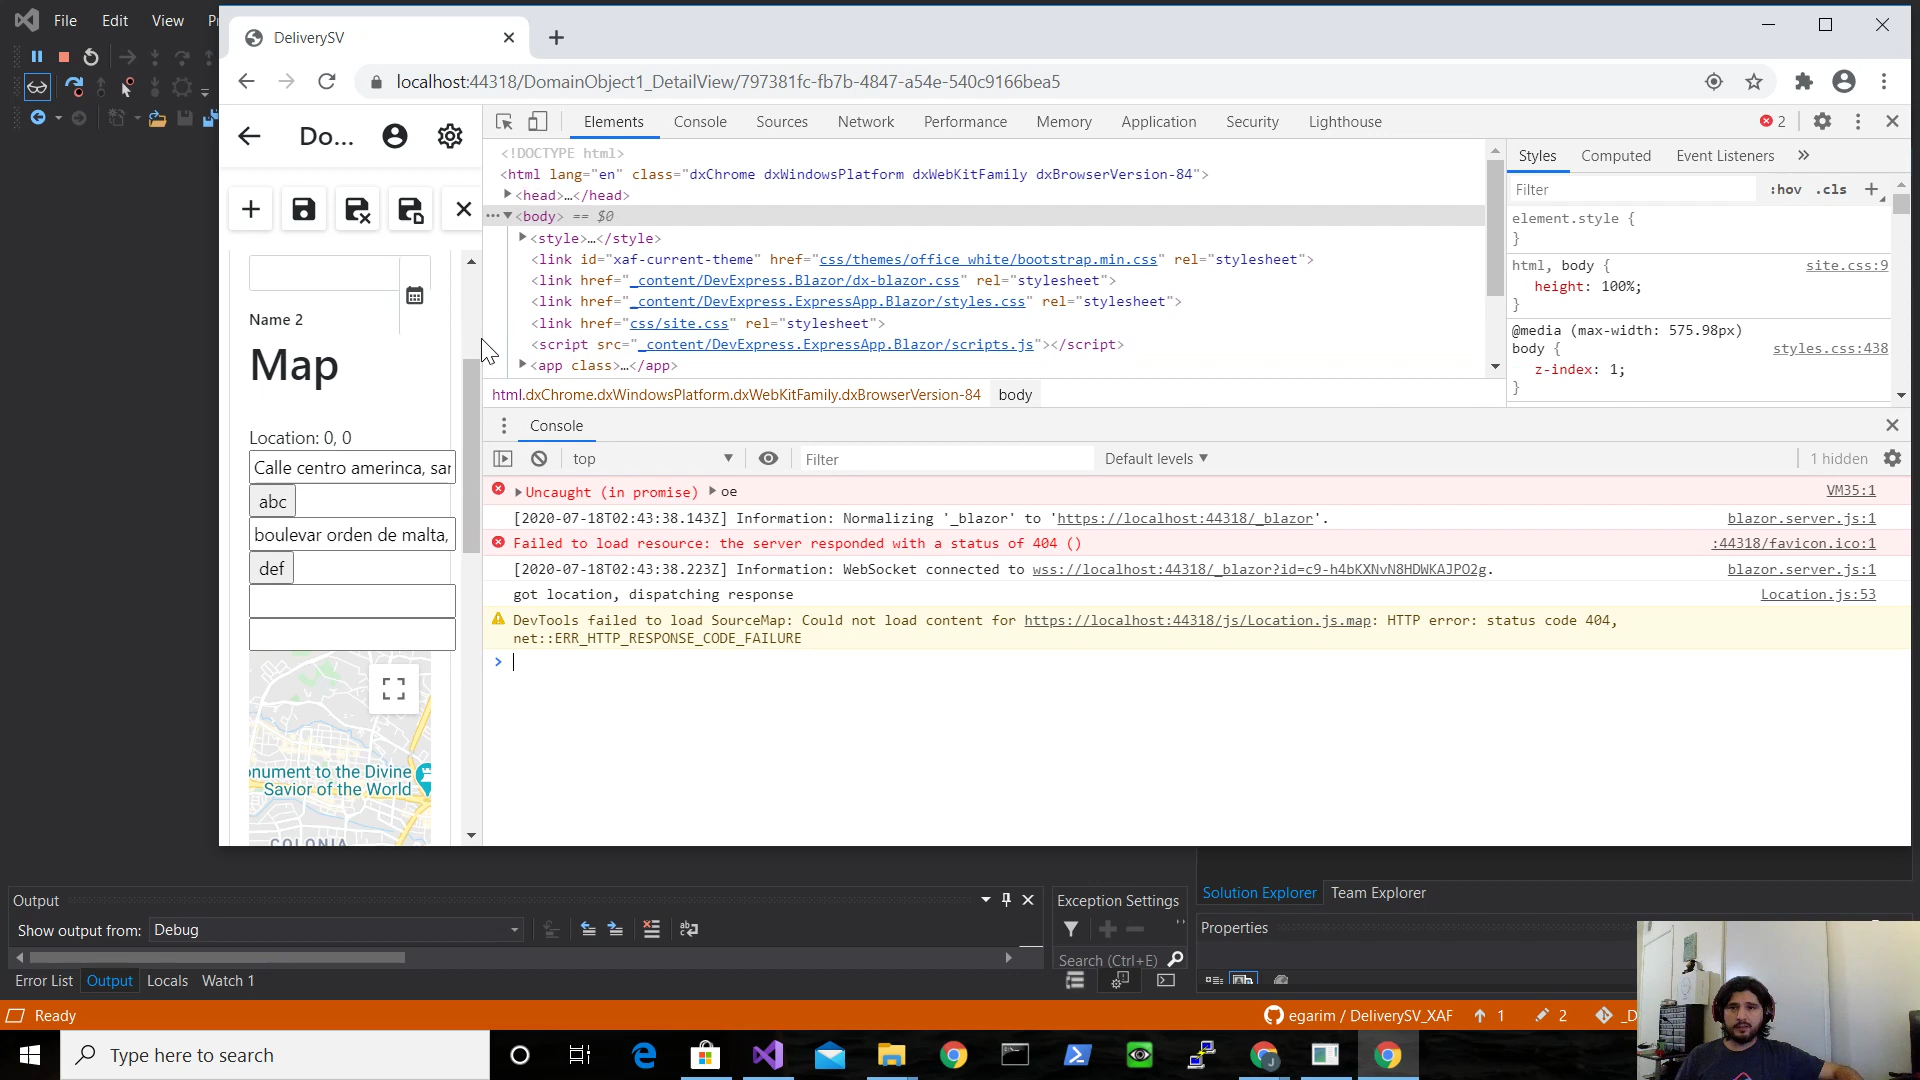 File Edit View Pr
DeliverySV
localhost:44318/DomainObject1_DetailView/797381fc-fb7b-4847-a54e-540c9166bea5
Do...
Elements Console Sources Network Performance Memory Application Security Lighthouse
2
<!DOCTYPE html>
<html lang="en" class="dxChrome dxWindowsPlatform dxWebKitFamily dxBrowserVersion-84">
<head>…</head>
<body> == $0
<style>…</style>
<link id="xaf-current-theme" href="css/themes/office white/bootstrap.min.css" rel="stylesheet">
<link href="_content/DevExpress.Blazor/dx-blazor.css" rel="stylesheet">
<link href="_content/DevExpress.ExpressApp.Blazor/styles.css" rel="stylesheet">
<link href="css/site.css" rel="stylesheet">
<script src="_content/DevExpress.ExpressApp.Blazor/scripts.js"></script>
<app class>…</app>
html.dxChrome.dxWindowsPlatform.dxWebKitFamily.dxBrowserVersion-84 body
Styles Computed Event Listeners
Filter :hov .cls
element.style {
}
html, body { site.css:9
height: 100%;
}
@media (max-width: 575.98px)
body { styles.css:438
z-index: 1;
}
Name 2
Map
Location: 0, 0
Calle centro amerinca, sar
abc
boulevar orden de malta,
def
onument to the Divine
Savior of the World
COLONIA
Console
top Filter Default levels 1 hidden
Uncaught (in promise) oe VM35:1
[2020-07-18T02:43:38.143Z] Information: Normalizing '_blazor' to 'https://localhost:44318/_blazor'. blazor.server.js:1
Failed to load resource: the server responded with a status of 404 () :44318/favicon.ico:1
[2020-07-18T02:43:38.223Z] Information: WebSocket connected to wss://localhost:44318/_blazor?id=c9-h4bKXNvN8HDWKAJPO2g. blazor.server.js:1
got location, dispatching response Location.js:53
DevTools failed to load SourceMap: Could not load content for https://localhost:44318/js/Location.js.map: HTTP error: status code 404,
net::ERR_HTTP_RESPONSE_CODE_FAILURE
Output
Show output from: Debug
Error List Output Locals Watch 1
Exception Settings
Search (Ctrl+E)
Solution Explorer Team Explorer
Properties
Ready
egarim / DeliverySV_XAF 1 2 _D
Type here to search